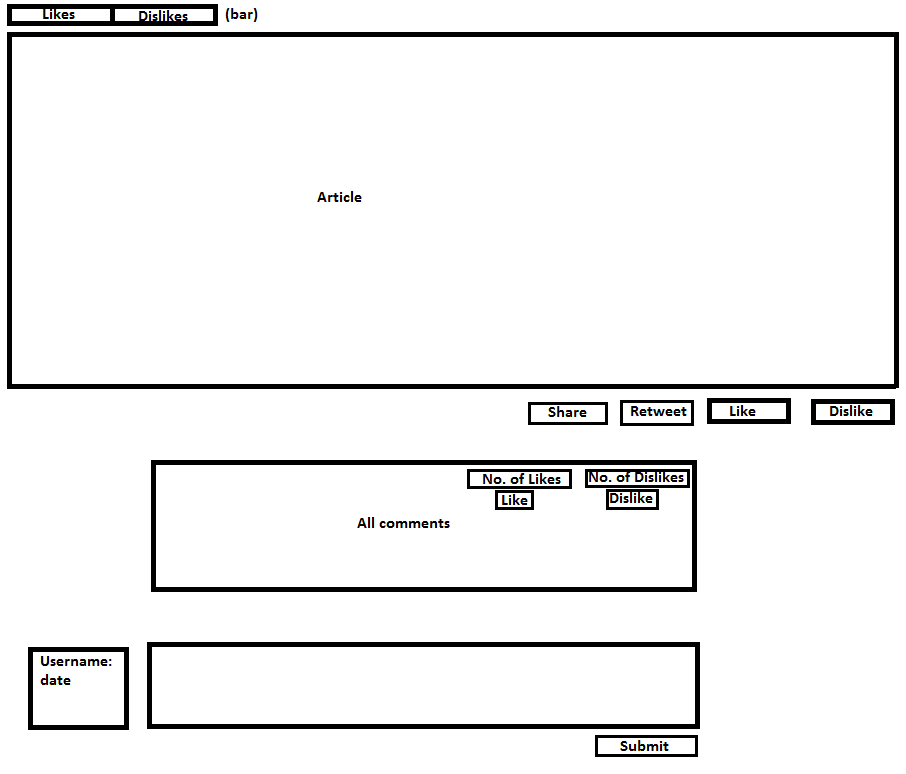 Likes Dislikes (bar)
Article
Share Retweet Like Dislike
No. of Likes No. of Dislikes
Like Dislike
All comments
Username:
date
Submit